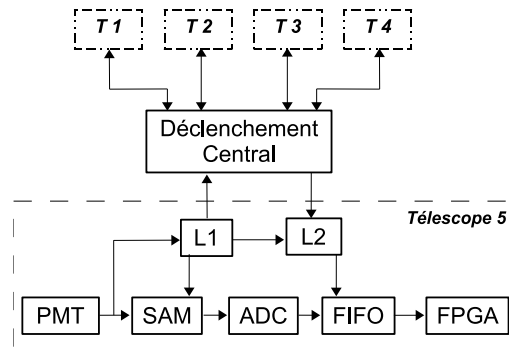 T 1 T 2 T 3 T 4
Déclenchement
Central
Télescope 5
L1 L2
PMT SAM ADC FIFO FPGA